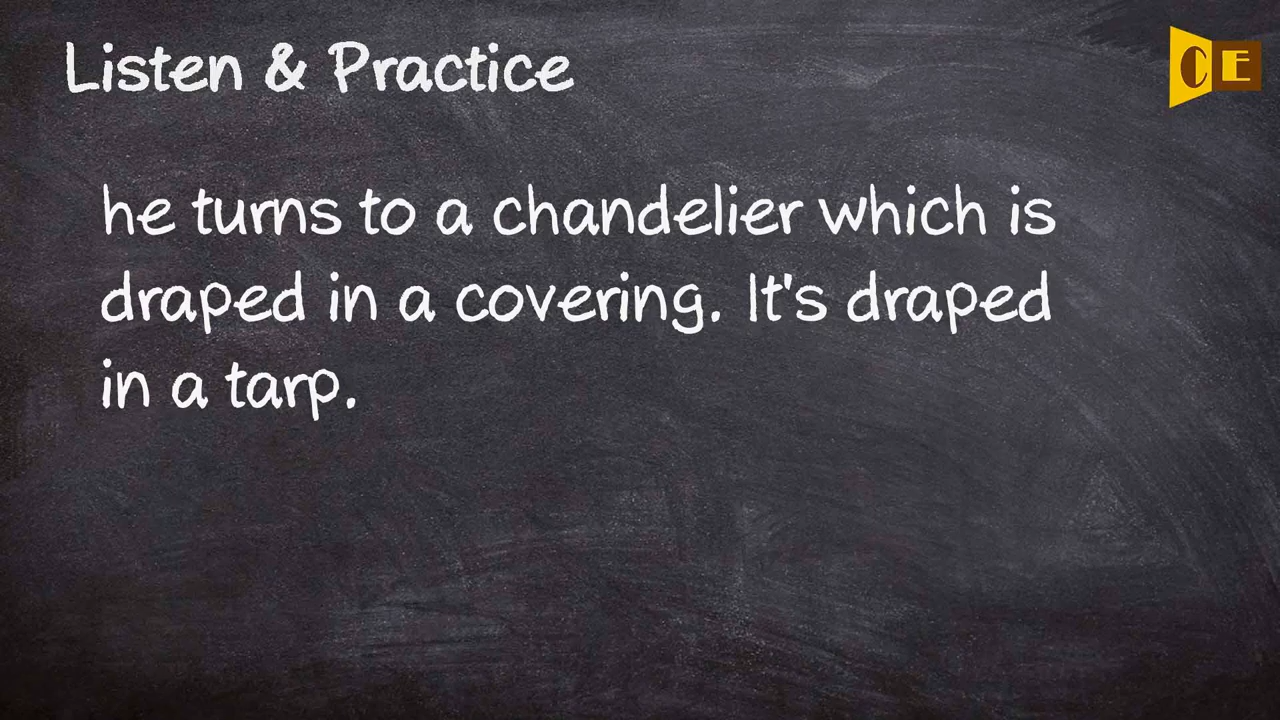 Listen & Practice
CE
he turns to a chandelier which is
draped in a covering. It's draped
in a tarp.